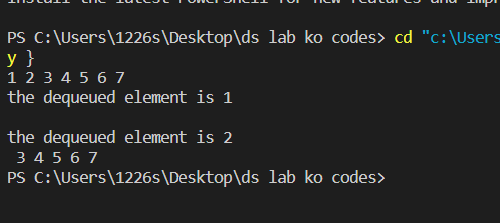 install the latest PowerShell for new features and impr
PS C:\Users\1226s\Desktop\ds lab ko codes> cd "c:\Users
y }
1 2 3 4 5 6 7
the dequeued element is 1
the dequeued element is 2
3 4 5 6 7
PS C:\Users\1226s\Desktop\ds lab ko codes>